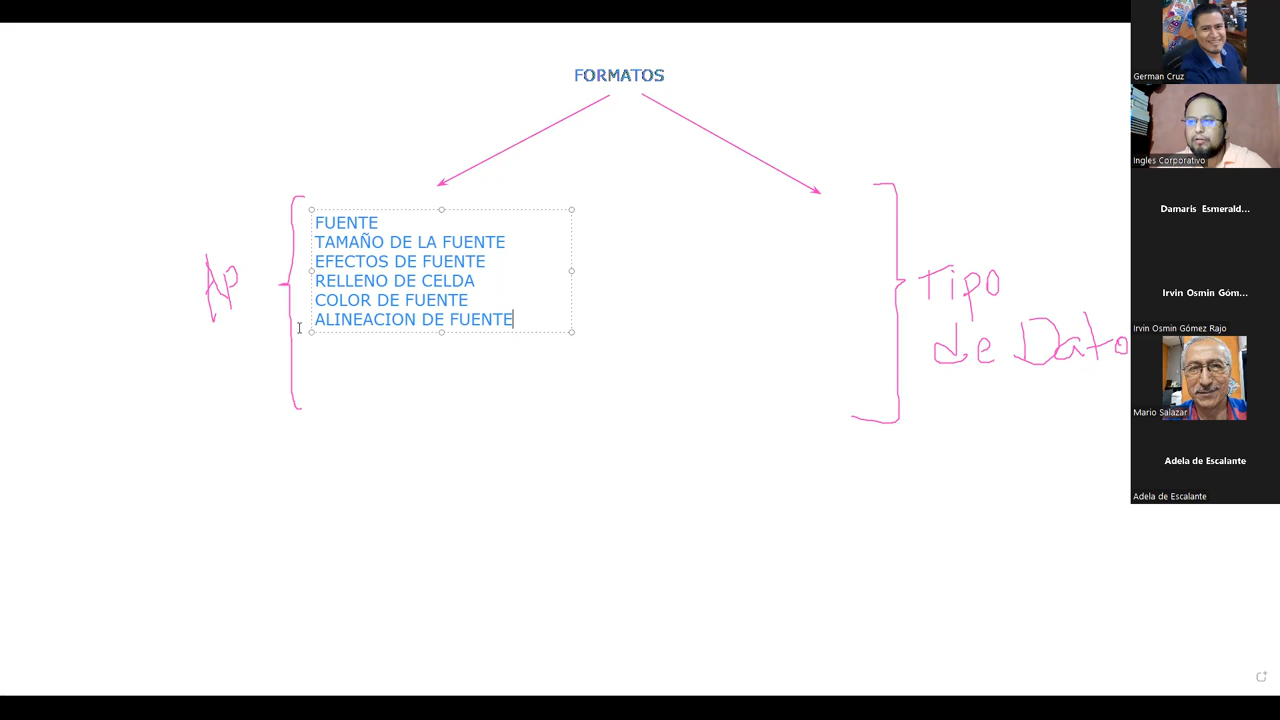 FORMATOS
FUENTE
TAMAÑO DE LA FUENTE
EFECTOS DE FUENTE
RELLENO DE CELDA
COLOR DE FUENTE
ALINEACION DE FUENTE
AP
TIPO
de Dato
German Cruz
Ingles Corporativo
Damaris Esmerald...
Irvin Osmin Góm...
Irvin Osmin Gómez Rajo
Mario Salazar
Adela de Escalante
Adela de Escalante